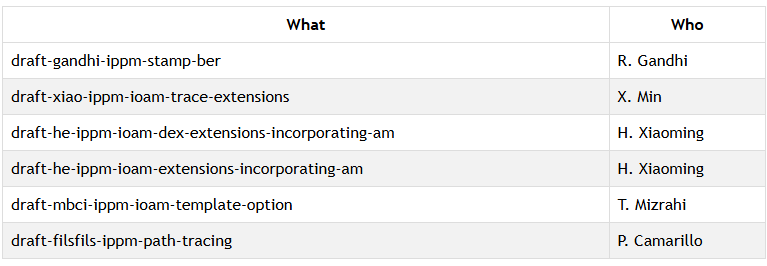 What Who
draft-gandhi-ippm-stamp-ber R. Gandhi
draft-xiao-ippm-ioam-trace-extensions X. Min
draft-he-ippm-ioam-dex-extensions-incorporating-am H. Xiaoming
draft-he-ippm-ioam-extensions-incorporating-am H. Xiaoming
draft-mbci-ippm-ioam-template-option T. Mizrahi
draft-filsfils-ippm-path-tracing P. Camarillo